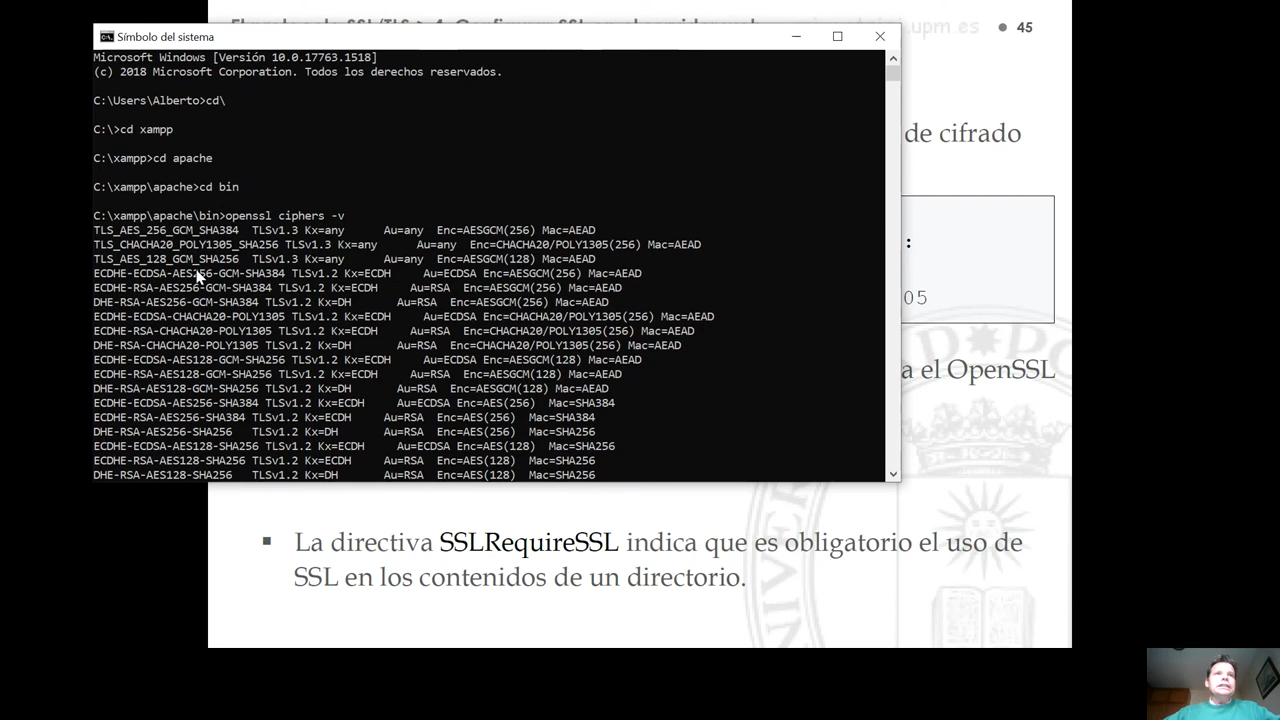 .upm.es ● 45
Símbolo del sistema
Microsoft Windows [Versión 10.0.17763.1518]
(c) 2018 Microsoft Corporation. Todos los derechos reservados.
C:\Users\Alberto>cd\
C:\>cd xampp
de cifrado
C:\xampp>cd apache
C:\xampp\apache>cd bin
C:\xampp\apache\bin>openssl ciphers -v
TLS_AES_256_GCM_SHA384 TLSv1.3 Kx=any Au=any Enc=AESGCM(256) Mac=AEAD
TLS_CHACHA20_POLY1305_SHA256 TLSv1.3 Kx=any Au=any Enc=CHACHA20/POLY1305(256) Mac=AEAD
:
TLS_AES_128_GCM_SHA256 TLSv1.3 Kx=any Au=any Enc=AESGCM(128) Mac=AEAD
ECDHE-ECDSA-AES256-GCM-SHA384 TLSv1.2 Kx=ECDH Au=ECDSA Enc=AESGCM(256) Mac=AEAD
ECDHE-RSA-AES256-GCM-SHA384 TLSv1.2 Kx=ECDH Au=RSA Enc=AESGCM(256) Mac=AEAD
05
DHE-RSA-AES256-GCM-SHA384 TLSv1.2 Kx=DH Au=RSA Enc=AESGCM(256) Mac=AEAD
ECDHE-ECDSA-CHACHA20-POLY1305 TLSv1.2 Kx=ECDH Au=ECDSA Enc=CHACHA20/POLY1305(256) Mac=AEAD
ECDHE-RSA-CHACHA20-POLY1305 TLSv1.2 Kx=ECDH Au=RSA Enc=CHACHA20/POLY1305(256) Mac=AEAD
DHE-RSA-CHACHA20-POLY1305 TLSv1.2 Kx=DH Au=RSA Enc=CHACHA20/POLY1305(256) Mac=AEAD
ECDHE-ECDSA-AES128-GCM-SHA256 TLSv1.2 Kx=ECDH Au=ECDSA Enc=AESGCM(128) Mac=AEAD
a el OpenSSL
ECDHE-RSA-AES128-GCM-SHA256 TLSv1.2 Kx=ECDH Au=RSA Enc=AESGCM(128) Mac=AEAD
DHE-RSA-AES128-GCM-SHA256 TLSv1.2 Kx=DH Au=RSA Enc=AESGCM(128) Mac=AEAD
ECDHE-ECDSA-AES256-SHA384 TLSv1.2 Kx=ECDH Au=ECDSA Enc=AES(256) Mac=SHA384
ECDHE-RSA-AES256-SHA384 TLSv1.2 Kx=ECDH Au=RSA Enc=AES(256) Mac=SHA384
DHE-RSA-AES256-SHA256 TLSv1.2 Kx=DH Au=RSA Enc=AES(256) Mac=SHA256
ECDHE-ECDSA-AES128-SHA256 TLSv1.2 Kx=ECDH Au=ECDSA Enc=AES(128) Mac=SHA256
ECDHE-RSA-AES128-SHA256 TLSv1.2 Kx=ECDH Au=RSA Enc=AES(128) Mac=SHA256
DHE-RSA-AES128-SHA256 TLSv1.2 Kx=DH Au=RSA Enc=AES(128) Mac=SHA256
▪ La directiva SSLRequireSSL indica que es obligatorio el uso de
SSL en los contenidos de un directorio.